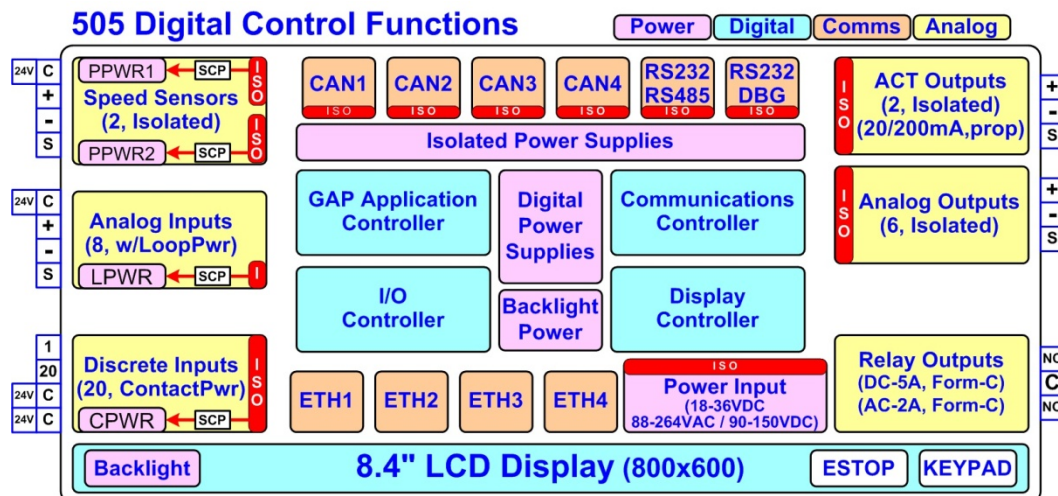 505 Digital Control Functions
Power
Digital
Comms
Analog
24V C
+
-
S
PPWR1
SCP
ISO
Speed Sensors
(2, Isolated)
PPWR2
SCP
ISO
CAN1
ISO
CAN2
ISO
CAN3
ISO
CAN4
ISO
RS232
RS485
ISO
RS232
DBG
ISO
Isolated Power Supplies
ISO
ACT Outputs
(2, Isolated)
(20/200mA,prop)
+
-
S
24V C
+
-
S
Analog Inputs
(8, w/LoopPwr)
LPWR
SCP
I
GAP Application
Controller
Digital
Power
Supplies
Communications
Controller
ISO
Analog Outputs
(6, Isolated)
+
-
S
I/O
Controller
Backlight
Power
Display
Controller
1
20
24V C
24V C
Discrete Inputs
(20, ContactPwr)
CPWR
SCP
ISO
ETH1
ETH2
ETH3
ETH4
ISO
Power Input
(18-36VDC
88-264VAC / 90-150VDC)
Relay Outputs
(DC-5A, Form-C)
(AC-2A, Form-C)
C
Backlight
8.4" LCD Display (800x600)
ESTOP
KEYPAD